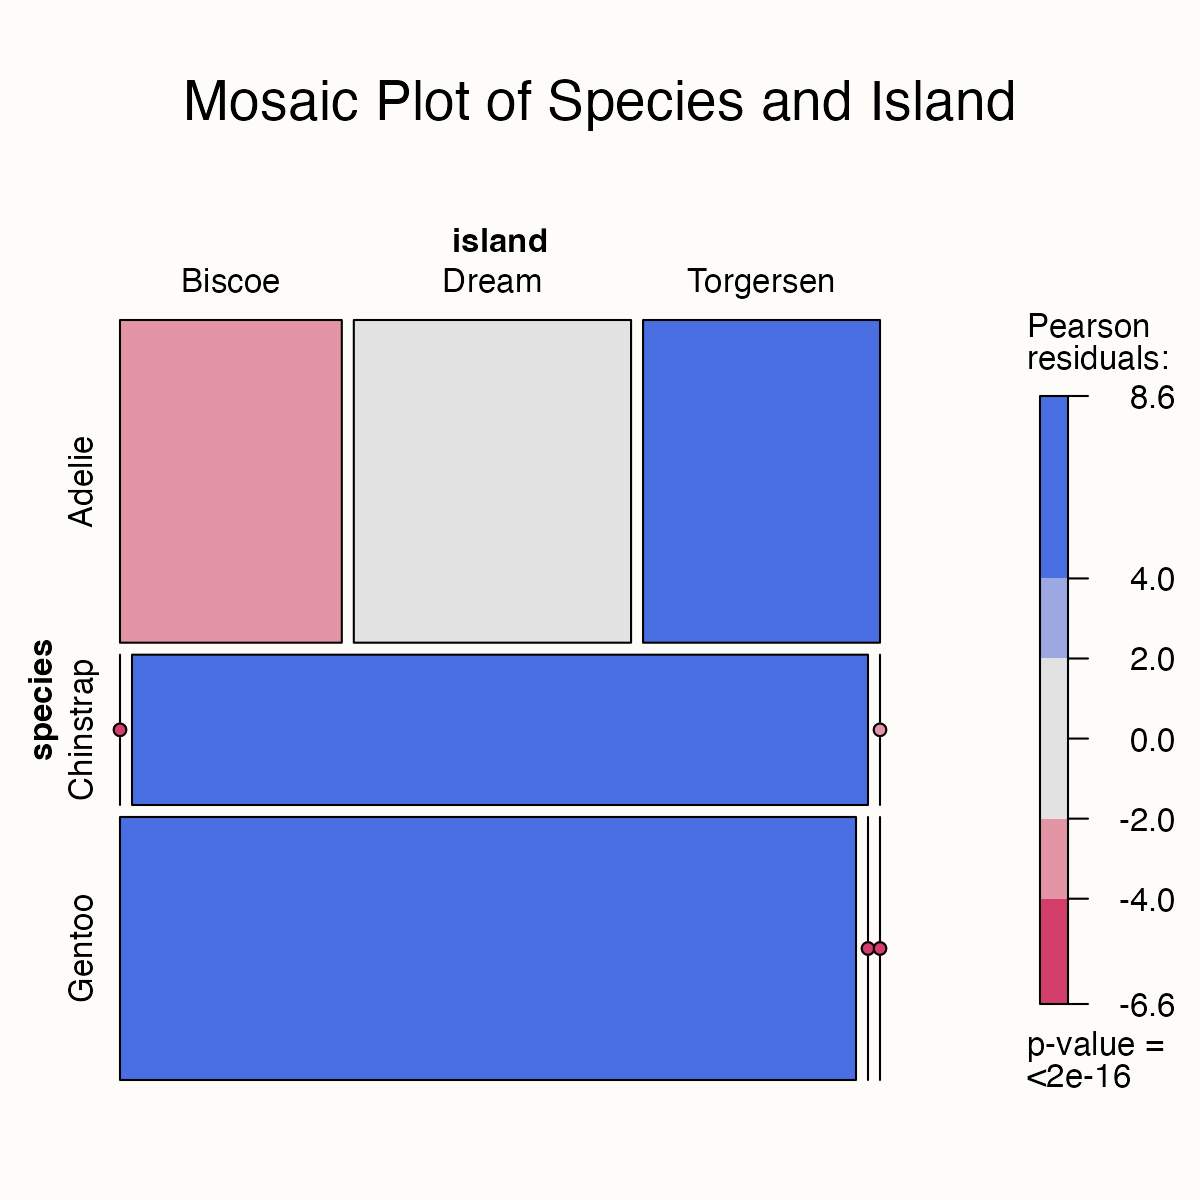 Mosaic Plot of Species and Island
island
Biscoe Dream Torgersen
species
Adelie
Chinstrap
Gentoo
Pearson
residuals:
8.6
4.0
2.0
0.0
-2.0
-4.0
-6.6
p-value =
<2e-16